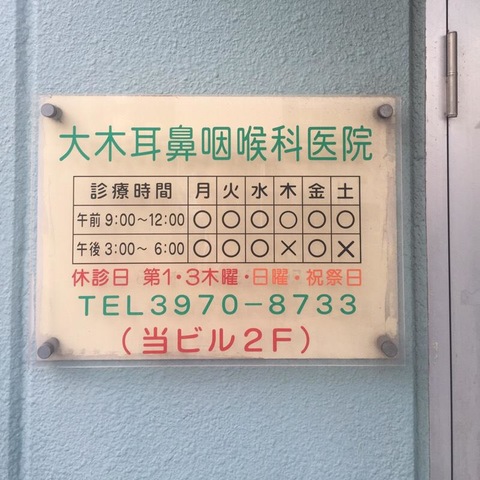 大木耳鼻咽喉科医院
診療時間 月 火 水 木 金 土
午前 9:00〜12:00 ○ ○ ○ ○ ○ ○
午後 3:00〜 6:00 ○ ○ ○ × ○ ×
休診日 第1・3木曜・日曜・祝祭日
TEL3970-8733
(当ビル2F)